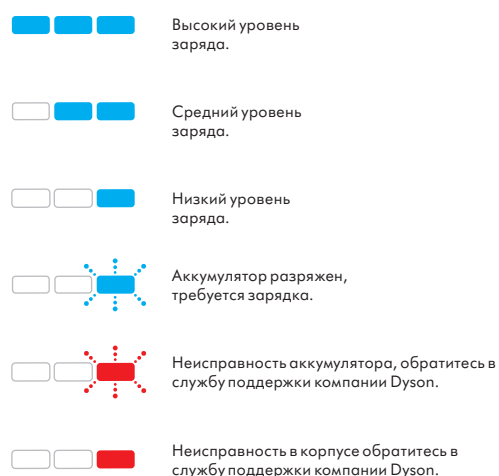 Высокий уровень
заряда.
Средний уровень
заряда.
Низкий уровень
заряда.
Аккумулятор разряжен,
требуется зарядка.
Неисправность аккумулятора, обратитесь в
службу поддержки компании Dyson.
Неисправность в корпусе обратитесь в
службу поддержки компании Dyson.